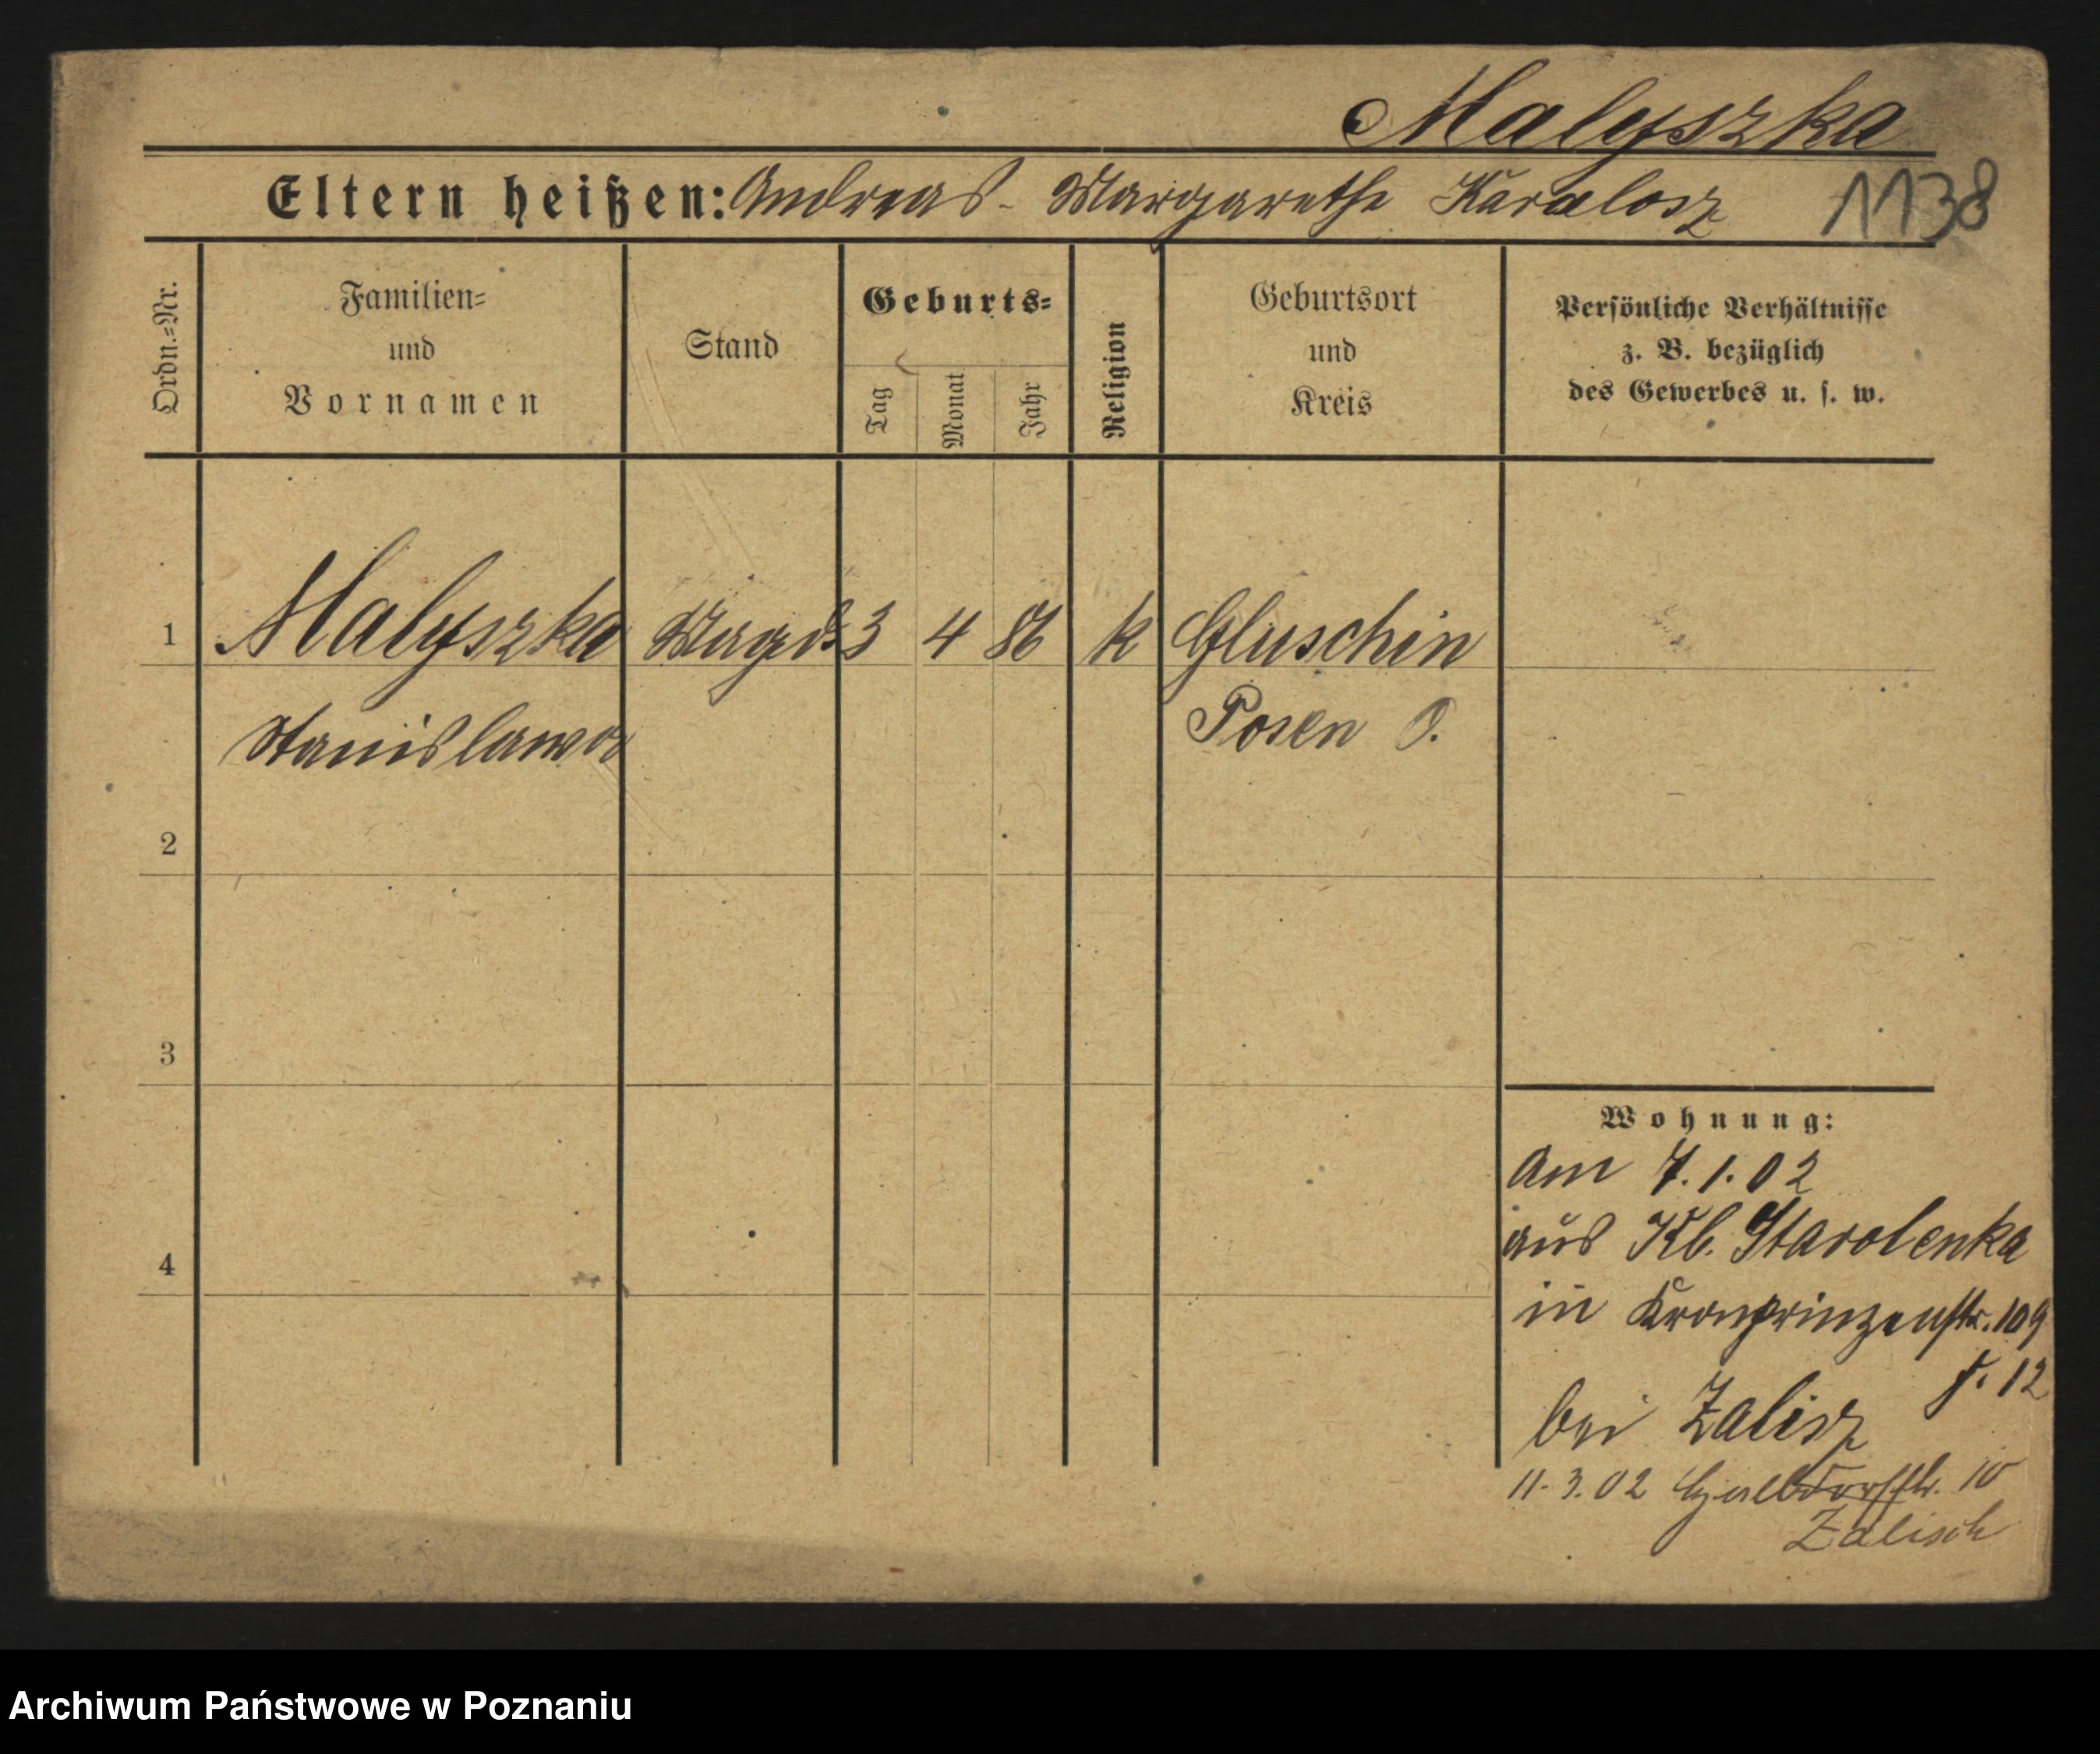 Malyszka
Eltern heißen: Andreas - Margarethe Karalosz 1138
Ordn.=Nr.
Familien=
und
Vornamen
Stand
Geburts=
Tag
Monat
Jahr
Religion
Geburtsort
und
Kreis
Persönliche Verhältnisse
z. B. bezüglich
des Gewerbes u. s. w.
1 Malyszka Magd 3 4 86 k Gluschin
Stanislawa Posen O.
2
3
4
Wohnung:
Am 7.1.02
aus Kl. Starolenka
in Kronprinzenstr. 109
12
bei Zalisz
11.3.02 10
Zalisch
Archiwum Państwowe w Poznaniu